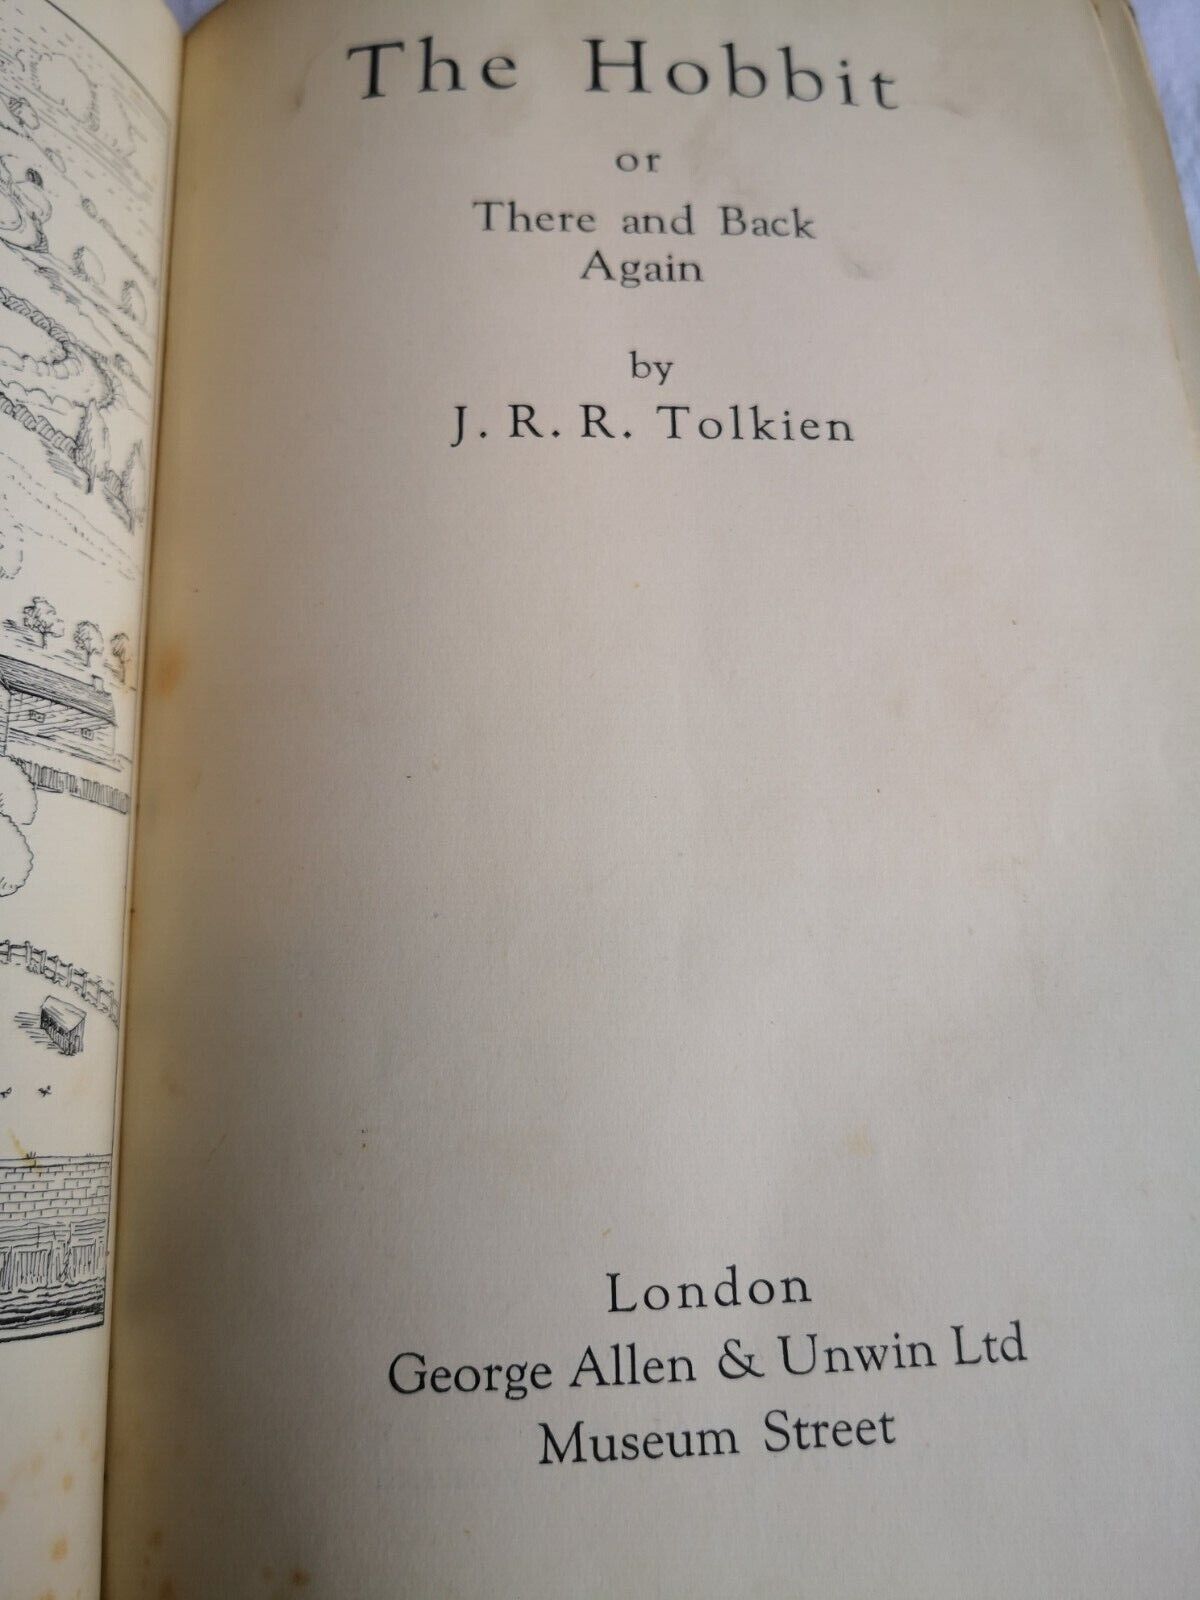 The Hobbit
or
There and Back
Again
by
J. R. R. Tolkien
London
George Allen & Unwin Ltd
Museum Street